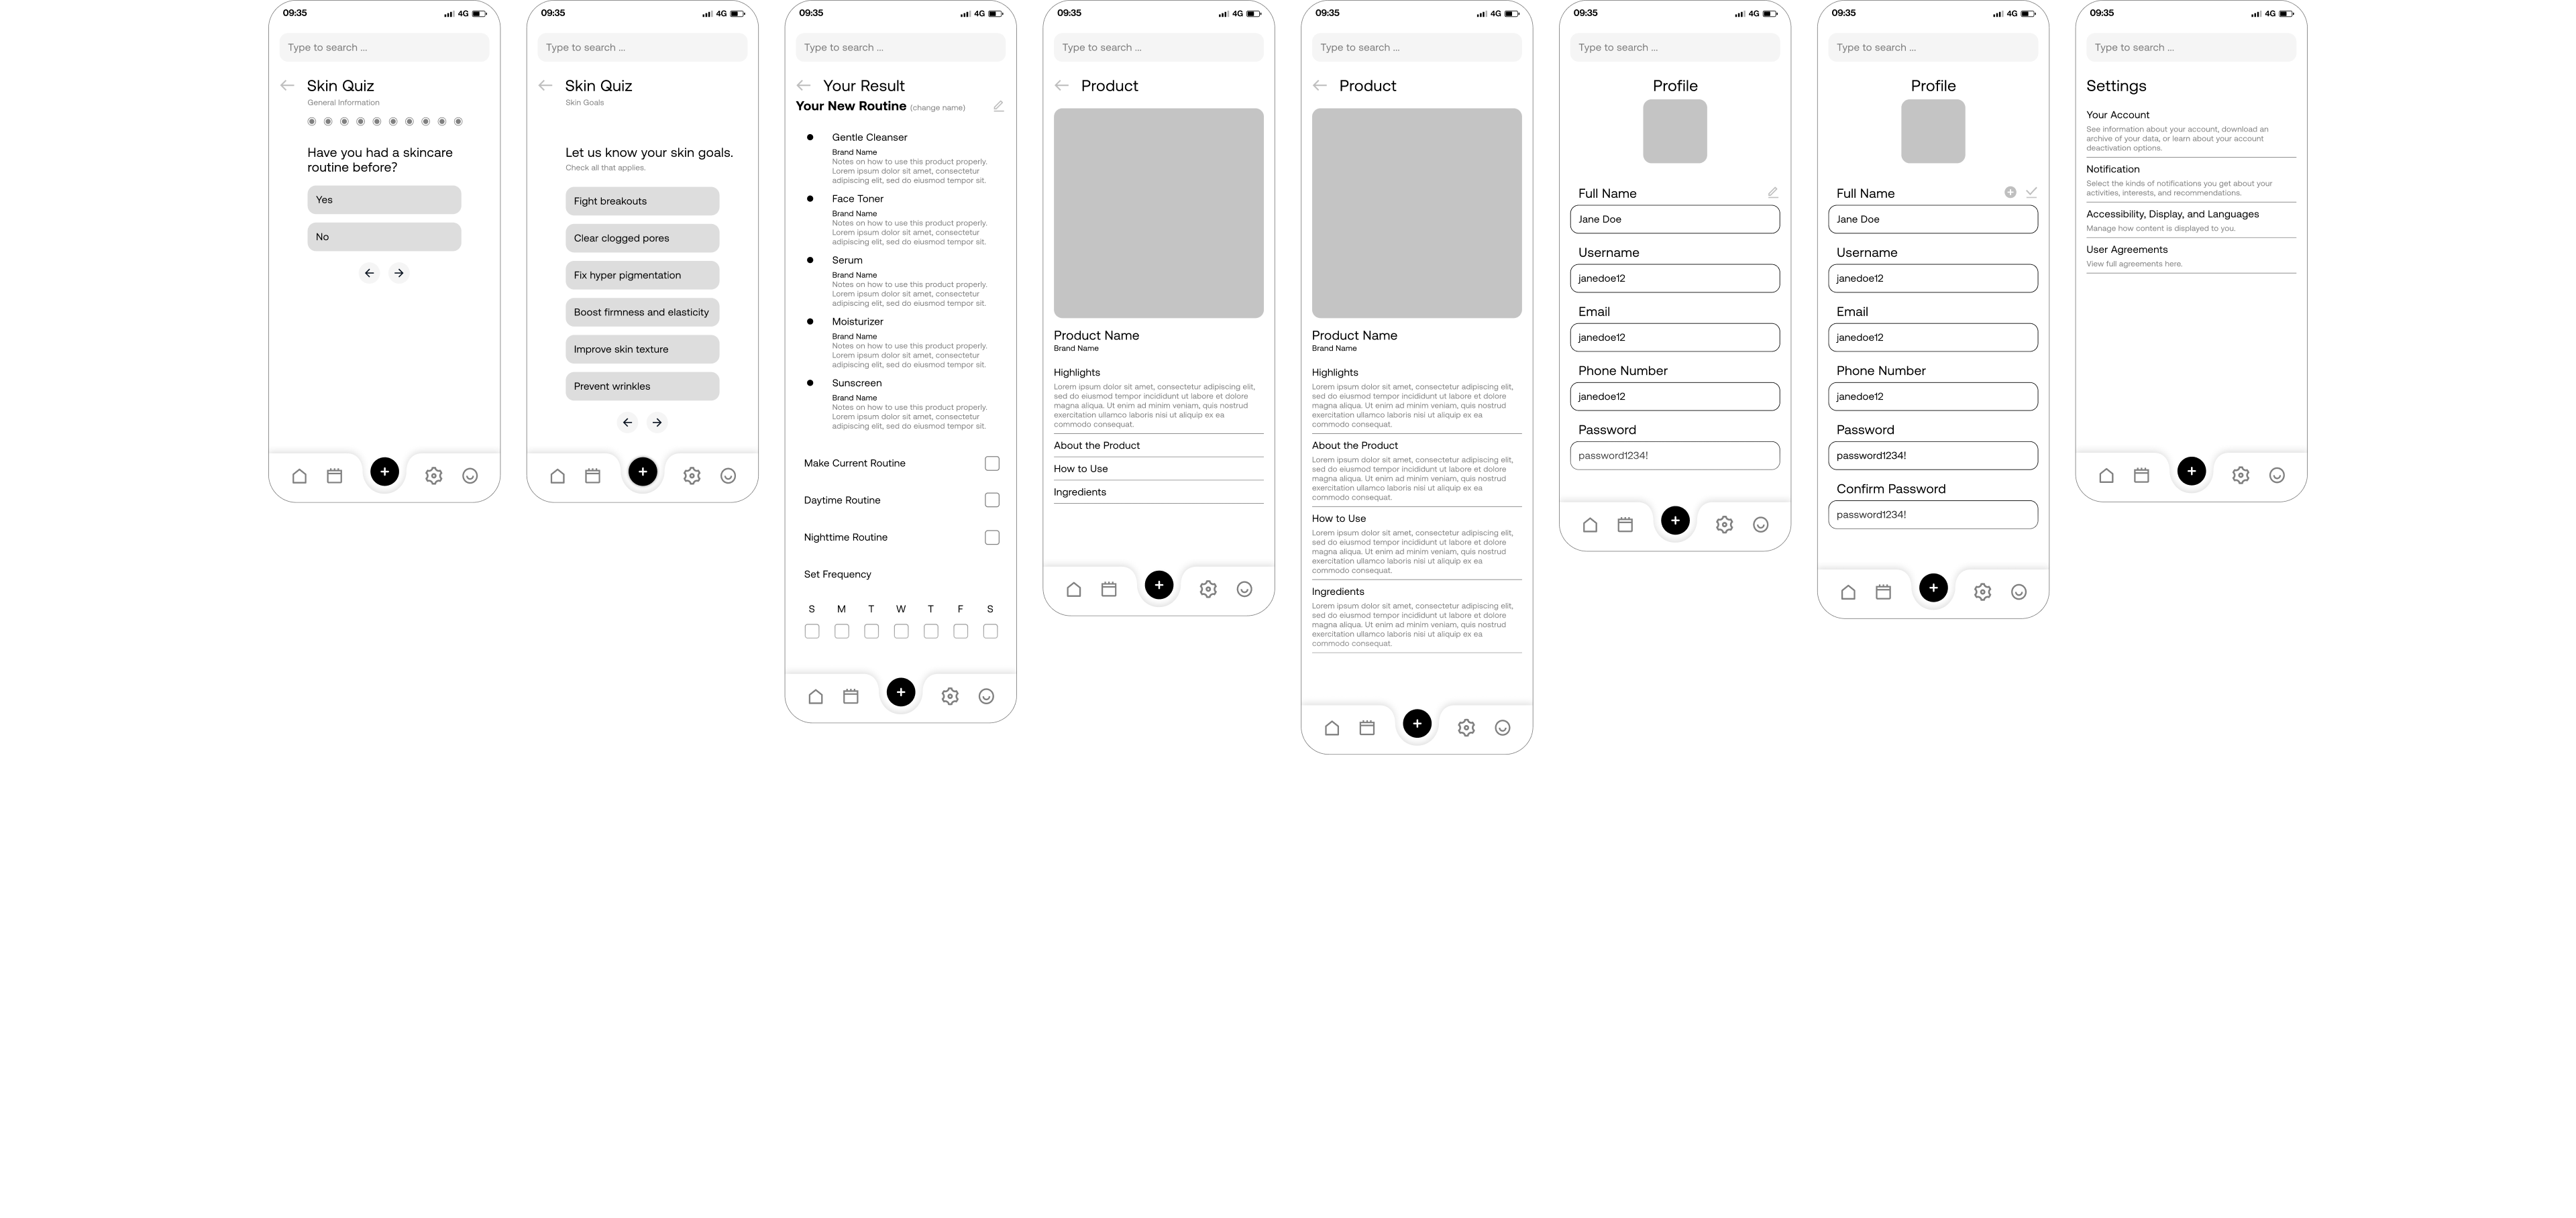 09:35
4G
Type to search ...
Skin Quiz
General Information
Have you had a skincare
routine before?
Yes
No
09:35
4G
Type to search ...
Skin Quiz
Skin Goals
Let us know your skin goals.
Check all that applies.
Fight breakouts
Clear clogged pores
Fix hyper pigmentation
Boost firmness and elasticity
Improve skin texture
Prevent wrinkles
09:35
4G
Type to search ...
Your Result
Your New Routine (change name)
Gentle Cleanser
Brand Name
Notes on how to use this product properly.
Lorem ipsum dolor sit amet, consectetur
adipiscing elit, sed do eiusmod tempor sit.
Face Toner
Brand Name
Notes on how to use this product properly.
Lorem ipsum dolor sit amet, consectetur
adipiscing elit, sed do eiusmod tempor sit.
Serum
Brand Name
Notes on how to use this product properly.
Lorem ipsum dolor sit amet, consectetur
adipiscing elit, sed do eiusmod tempor sit.
Moisturizer
Brand Name
Notes on how to use this product properly.
Lorem ipsum dolor sit amet, consectetur
adipiscing elit, sed do eiusmod tempor sit.
Sunscreen
Brand Name
Notes on how to use this product properly.
Lorem ipsum dolor sit amet, consectetur
adipiscing elit, sed do eiusmod tempor sit.
Make Current Routine
Daytime Routine
Nighttime Routine
Set Frequency
S M T W T F S
09:35
4G
Type to search ...
Product
Product Name
Brand Name
Highlights
Lorem ipsum dolor sit amet, consectetur adipiscing elit,
sed do eiusmod tempor incididunt ut labore et dolore
magna aliqua. Ut enim ad minim veniam, quis nostrud
exercitation ullamco laboris nisi ut aliquip ex ea
commodo consequat.
About the Product
How to Use
Ingredients
09:35
4G
Type to search ...
Product
Product Name
Brand Name
Highlights
Lorem ipsum dolor sit amet, consectetur adipiscing elit,
sed do eiusmod tempor incididunt ut labore et dolore
magna aliqua. Ut enim ad minim veniam, quis nostrud
exercitation ullamco laboris nisi ut aliquip ex ea
commodo consequat.
About the Product
Lorem ipsum dolor sit amet, consectetur adipiscing elit,
sed do eiusmod tempor incididunt ut labore et dolore
magna aliqua. Ut enim ad minim veniam, quis nostrud
exercitation ullamco laboris nisi ut aliquip ex ea
commodo consequat.
How to Use
Lorem ipsum dolor sit amet, consectetur adipiscing elit,
sed do eiusmod tempor incididunt ut labore et dolore
magna aliqua. Ut enim ad minim veniam, quis nostrud
exercitation ullamco laboris nisi ut aliquip ex ea
commodo consequat.
Ingredients
Lorem ipsum dolor sit amet, consectetur adipiscing elit,
sed do eiusmod tempor incididunt ut labore et dolore
magna aliqua. Ut enim ad minim veniam, quis nostrud
exercitation ullamco laboris nisi ut aliquip ex ea
commodo consequat.
09:35
4G
Type to search ...
Profile
Full Name
Jane Doe
Username
janedoe12
Email
janedoe12
Phone Number
janedoe12
Password
password1234!
09:35
4G
Type to search ...
Profile
Full Name
Jane Doe
Username
janedoe12
Email
janedoe12
Phone Number
janedoe12
Password
password1234!
Confirm Password
password1234!
09:35
4G
Type to search ...
Settings
Your Account
See information about your account, download an
archive of your data, or learn about your account
deactivation options.
Notification
Select the kinds of notifications you get about your
activities, interests, and recommendations.
Accessibility, Display, and Languages
Manage how content is displayed to you.
User Agreements
View full agreements here.